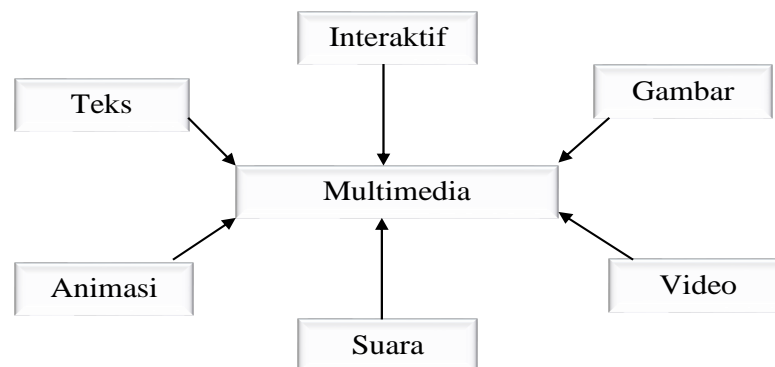 Interaktif
Teks
Gambar
Multimedia
Animasi
Video
Suara